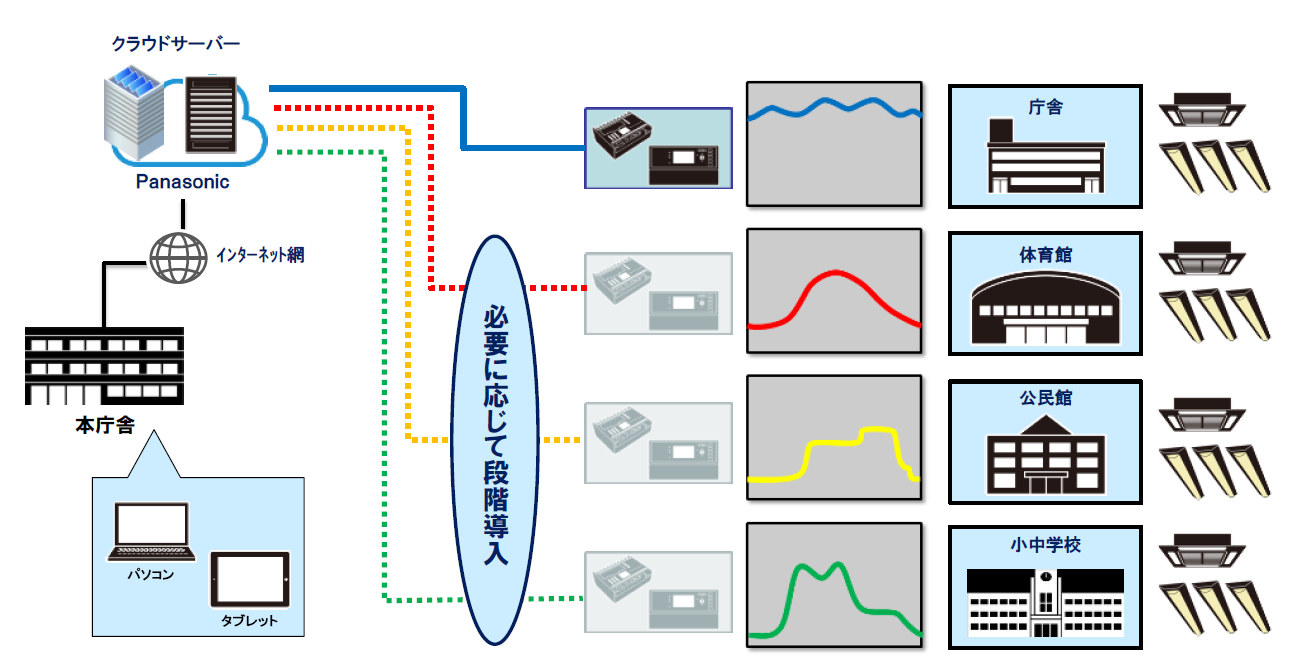 クラウドサーバー
Panasonic
インターネット網
本庁舎
パソコン
タブレット
必要に応じて段階導入
庁舎
体育館
公民館
小中学校